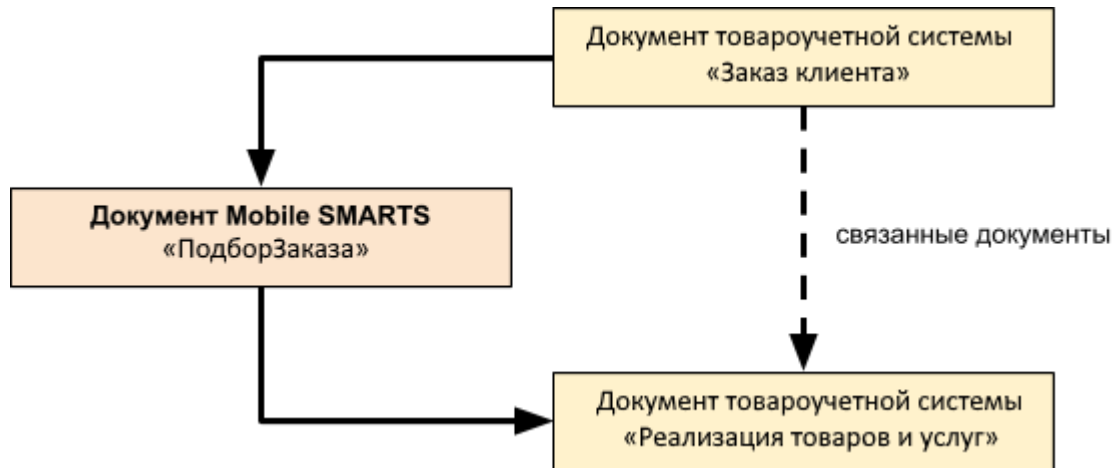 Документ товароучетной системы
«Заказ клиента»
Документ Mobile SMARTS
«ПодборЗаказа»
связанные документы
Документ товароучетной системы
«Реализация товаров и услуг»